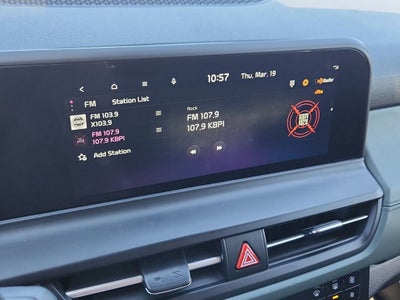 10:57
Thu, Mar. 19
FM
Station List
FM 103.9
X103.9
FM 107.9
107.9 KBPI
Add Station
Rock
FM 107.9
107.9 KBPI